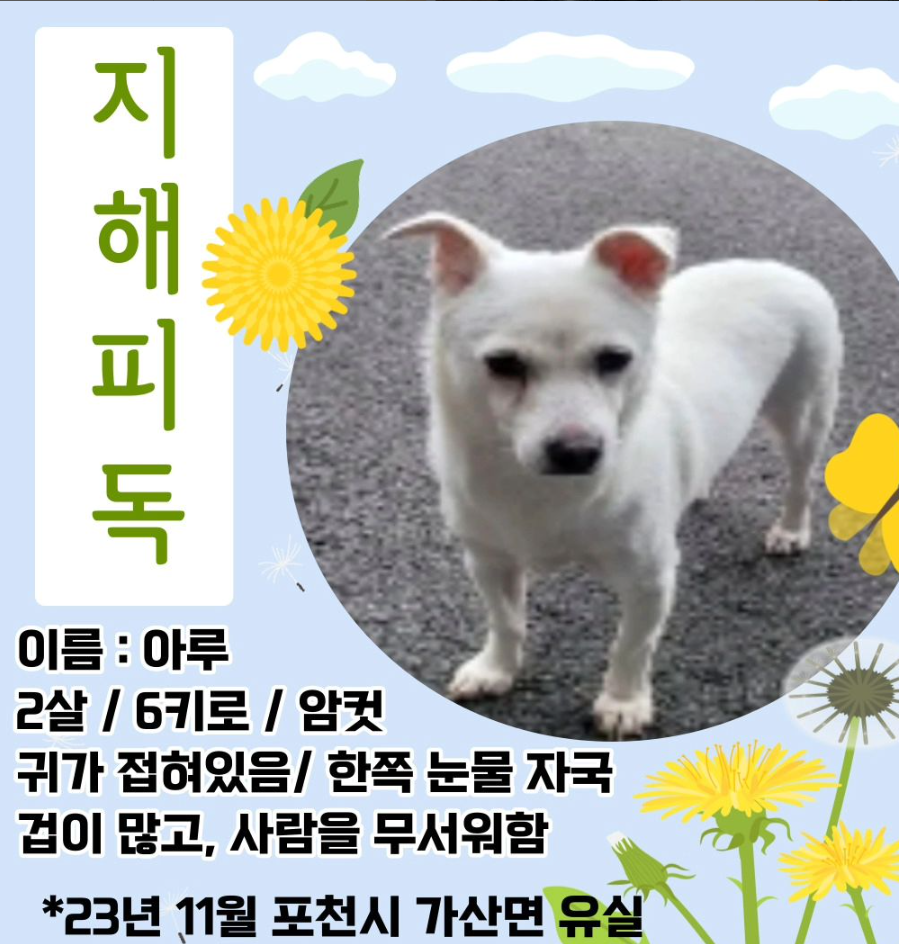 지해피독
이름 : 아루
2살 / 6키로 / 암컷
귀가 접혀있음/ 한쪽 눈물 자국
겁이 많고, 사람을 무서워함
*23년 11월 포천시 가산면 유실